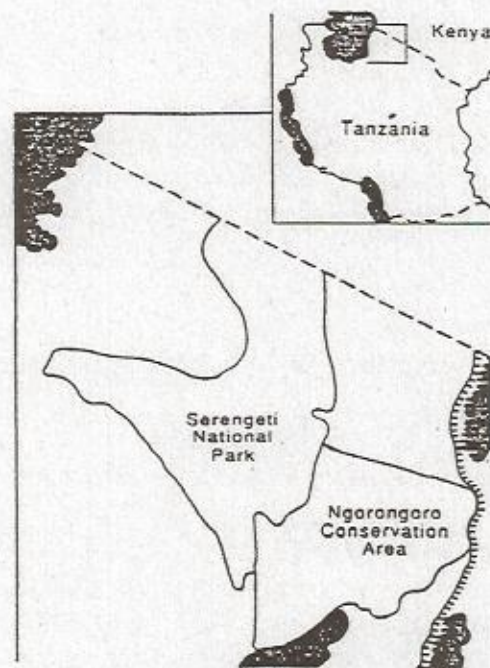 Kenya
Tanzania
Serengeti
National
Park
Ngorongoro
Conservation
Area